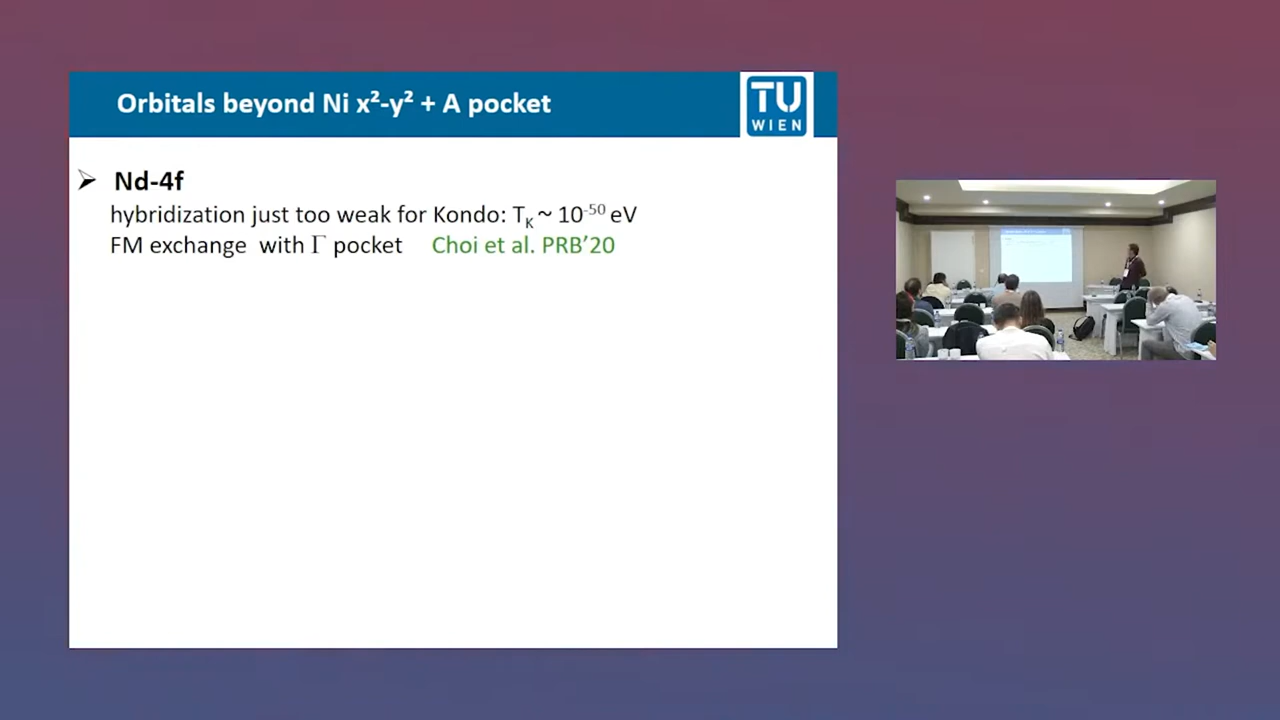 Orbitals beyond Ni x²-y² + A pocket
TU
WIEN
➢ Nd-4f
hybridization just too weak for Kondo: T_K ~ 10⁻⁵⁰ eV
FM exchange with Γ pocket Choi et al. PRB’20